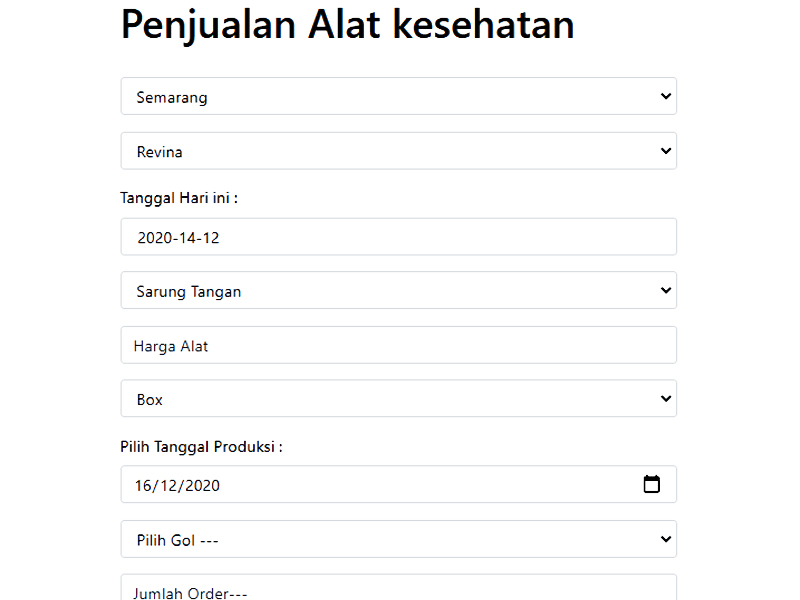 Penjualan Alat kesehatan
Semarang
Revina
Tanggal Hari ini :
2020-14-12
Sarung Tangan
Harga Alat
Box
Pilih Tanggal Produksi :
16/12/2020
Pilih Gol ---
Jumlah Order---